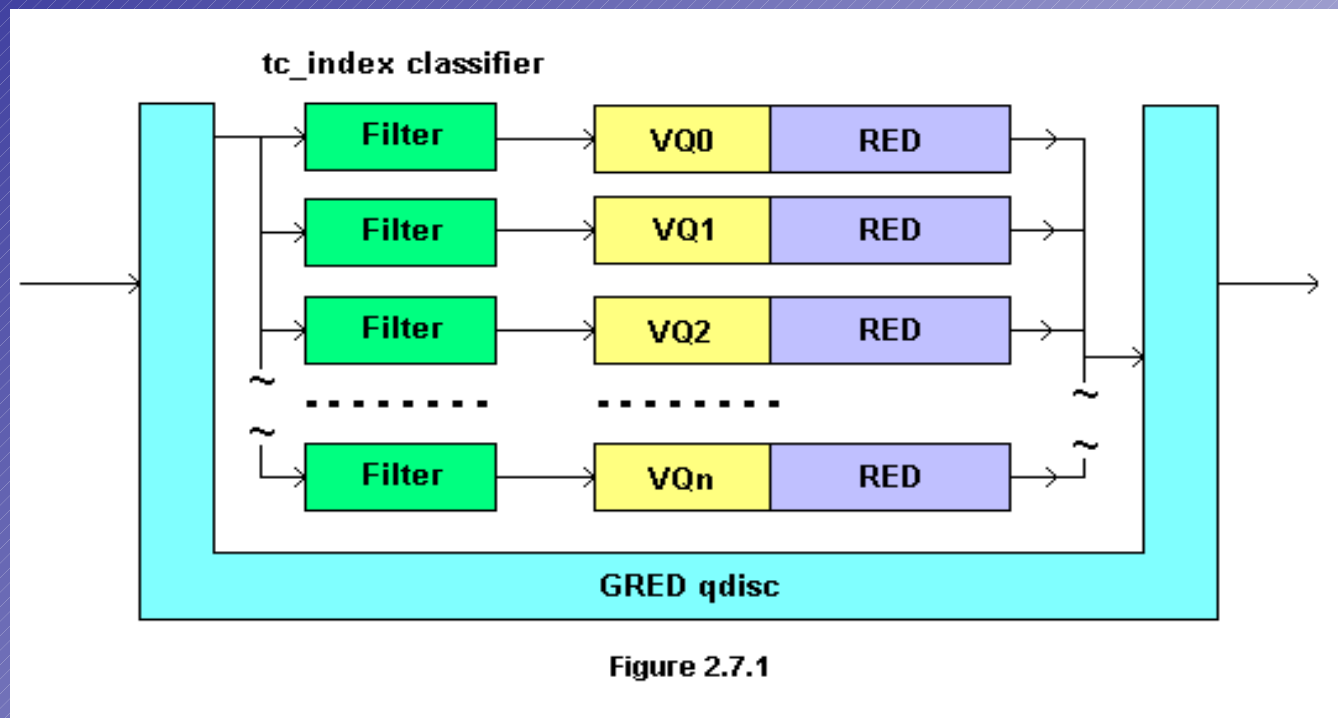 tc_index classifier
Filter VQ0 RED
Filter VQ1 RED
Filter VQ2 RED
~ ~
- - - - - - - - - - - - - - - -
~ ~
Filter VQn RED
GRED qdisc
Figure 2.7.1